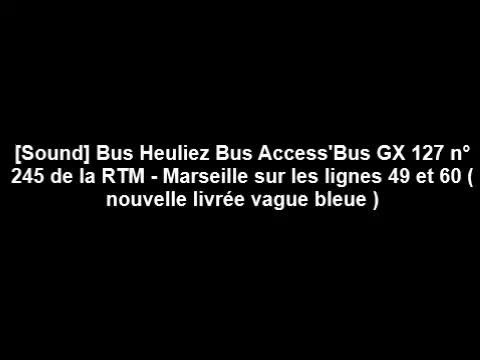 [Sound] Bus Heuliez Bus Access'Bus GX 127 n°
245 de la RTM - Marseille sur les lignes 49 et 60 (
nouvelle livrée vague bleue )